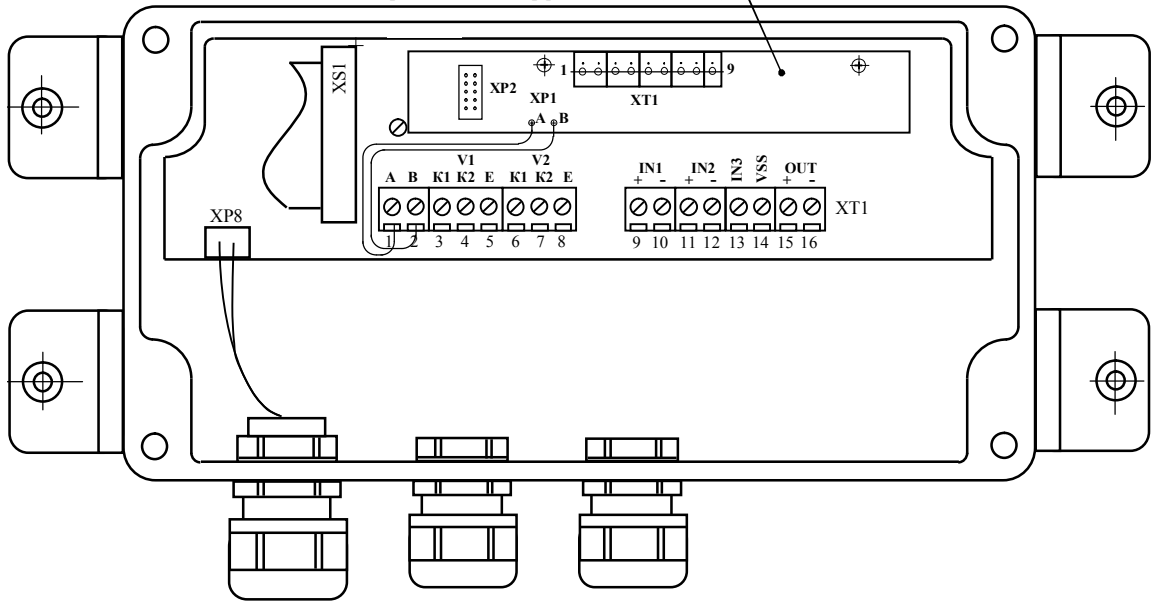 XS1
XP2
1
9
XT1
XP1
A
B
V1
V2
A B K1 K2 E K1 K2 E
IN1
IN2
IN3
VSS
OUT
+ - + - + -
XT1
1 2 3 4 5 6 7 8 9 10 11 12 13 14 15 16
XP8